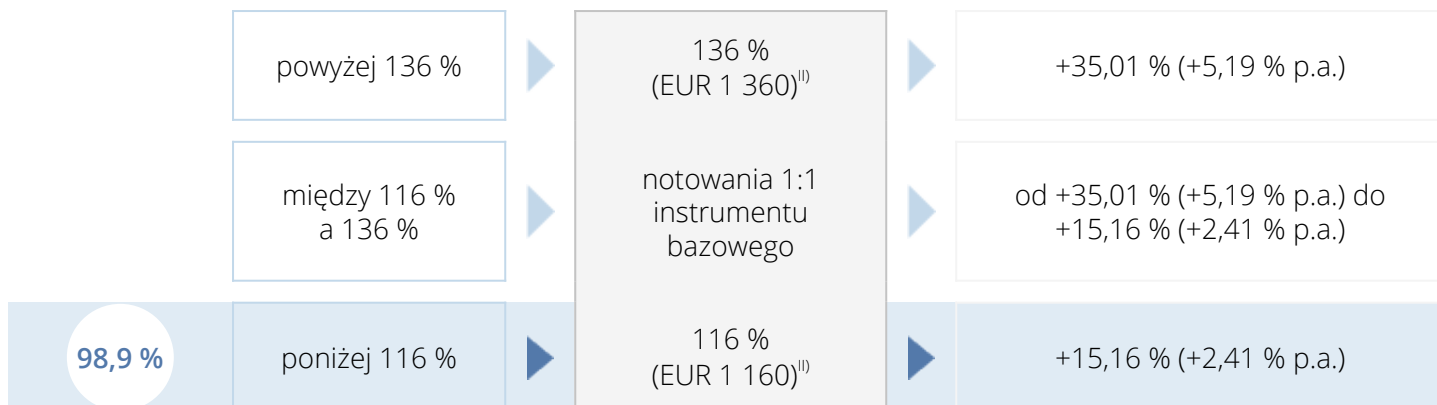 powyżej 136 %
136 %
(EUR 1 360)II)
+35,01 % (+5,19 % p.a.)
między 116 %
a 136 %
notowania 1:1
instrumentu
bazowego
od +35,01 % (+5,19 % p.a.) do
+15,16 % (+2,41 % p.a.)
98,9 %
poniżej 116 %
116 %
(EUR 1 160)II)
+15,16 % (+2,41 % p.a.)